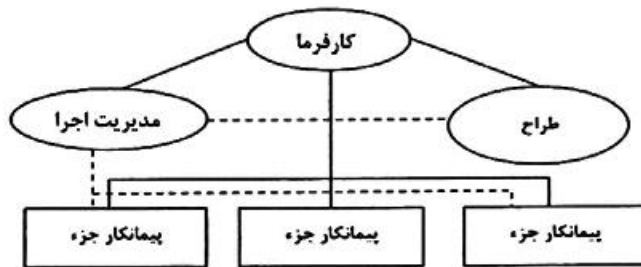 کارفرما
طراح
مدیریت اجرا
پیمانکار جزء
پیمانکار جزء
پیمانکار جزء